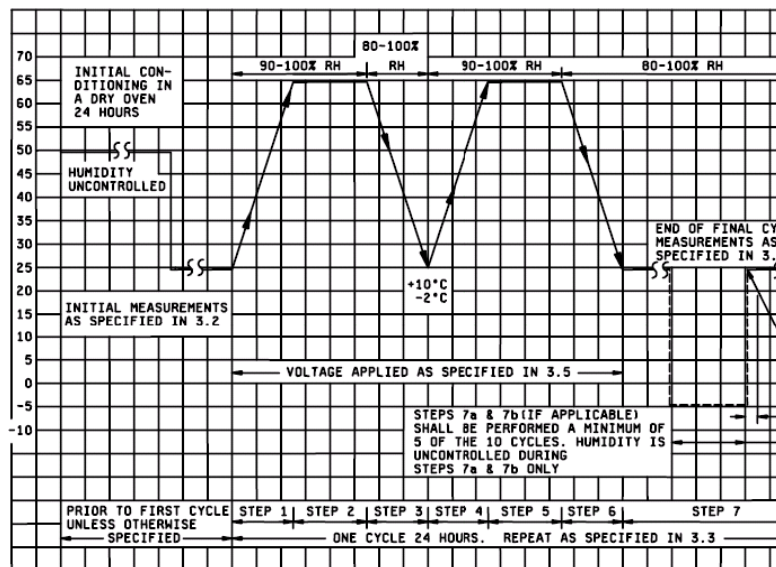 80-100%
90-100% RH
RH
90-100% RH
80-100% RH
70
65
60
55
50
45
40
35
30
25
20
15
10
5
0
-5
-10
INITIAL CON-
DITIONING IN
A DRY OVEN
24 HOURS
HUMIDITY
UNCONTROLLED
END OF FINAL CY
MEASUREMENTS AS
SPECIFIED IN 3.
+10°C
-2°C
INITIAL MEASUREMENTS
AS SPECIFIED IN 3.2
VOLTAGE APPLIED AS SPECIFIED IN 3.5
STEPS 7a & 7b(IF APPLICABLE)
SHALL BE PERFORMED A MINIMUM OF
5 OF THE 10 CYCLES. HUMIDITY IS
UNCONTROLLED DURING
STEPS 7a & 7b ONLY
PRIOR TO FIRST CYCLE
UNLESS OTHERWISE
SPECIFIED
STEP 1
STEP 2
STEP 3
STEP 4
STEP 5
STEP 6
STEP 7
ONE CYCLE 24 HOURS. REPEAT AS SPECIFIED IN 3.3